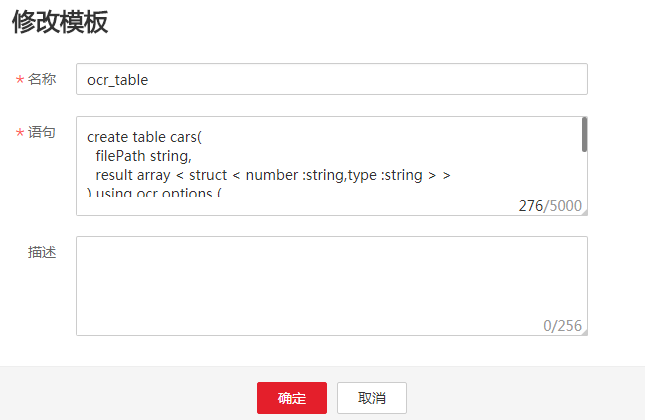 修改模板
* 名称 ocr_table
* 语句 create table cars(
filePath string,
result array < struct < number :string,type :string > >
) using ocr options (
276/5000
描述
0/256
确定 取消